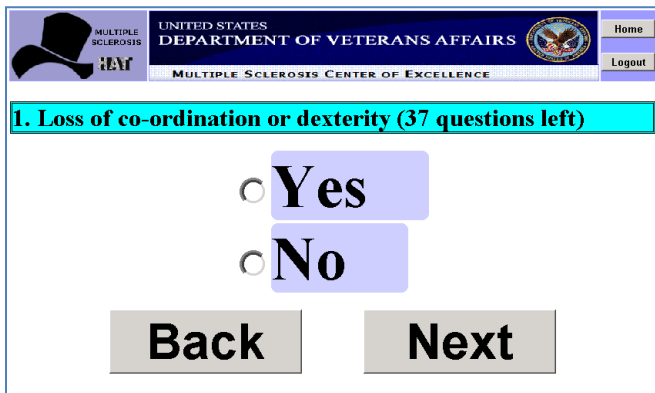 MULTIPLE
SCLEROSIS
HAT
UNITED STATES
DEPARTMENT OF VETERANS AFFAIRS
MULTIPLE SCLEROSIS CENTER OF EXCELLENCE
Home
Logout
1. Loss of co-ordination or dexterity (37 questions left)
Yes
No
Back
Next